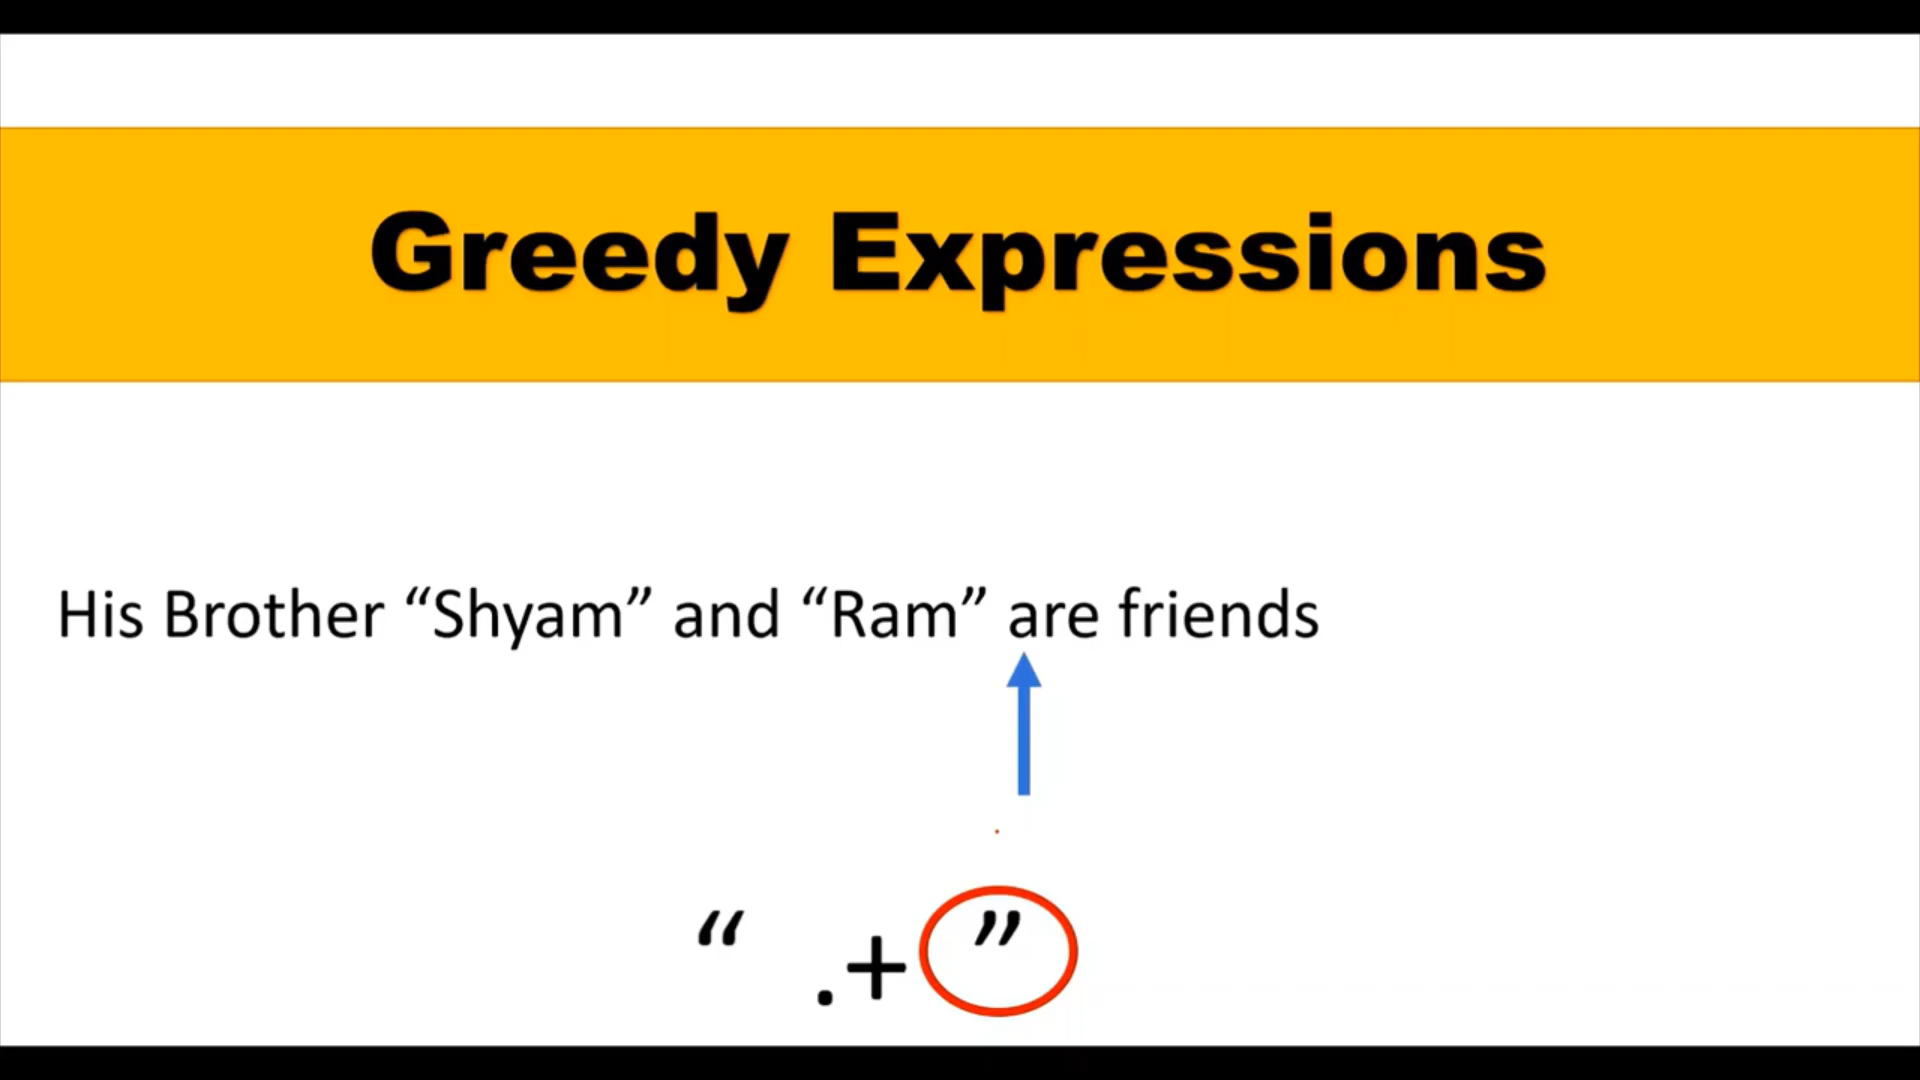 Greedy Expressions
His Brother “Shyam” and “Ram” are friends
“ .+ ”